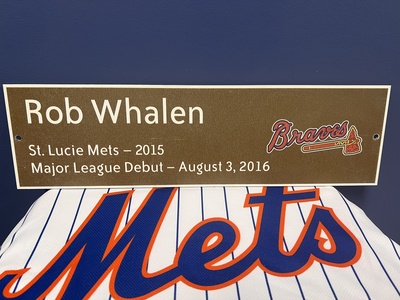 Rob Whalen
Braves
St. Lucie Mets – 2015
Major League Debut – August 3, 2016
Mets